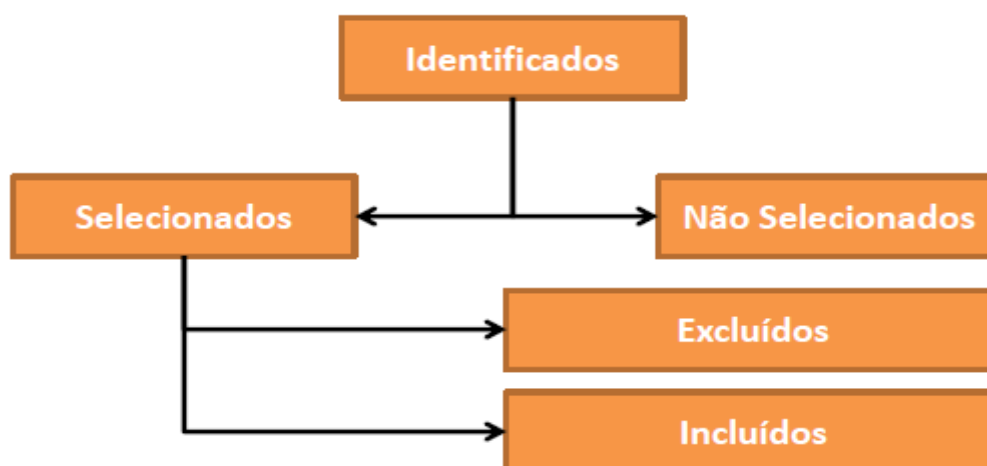 Identificados
Selecionados
Não Selecionados
Excluídos
Incluídos